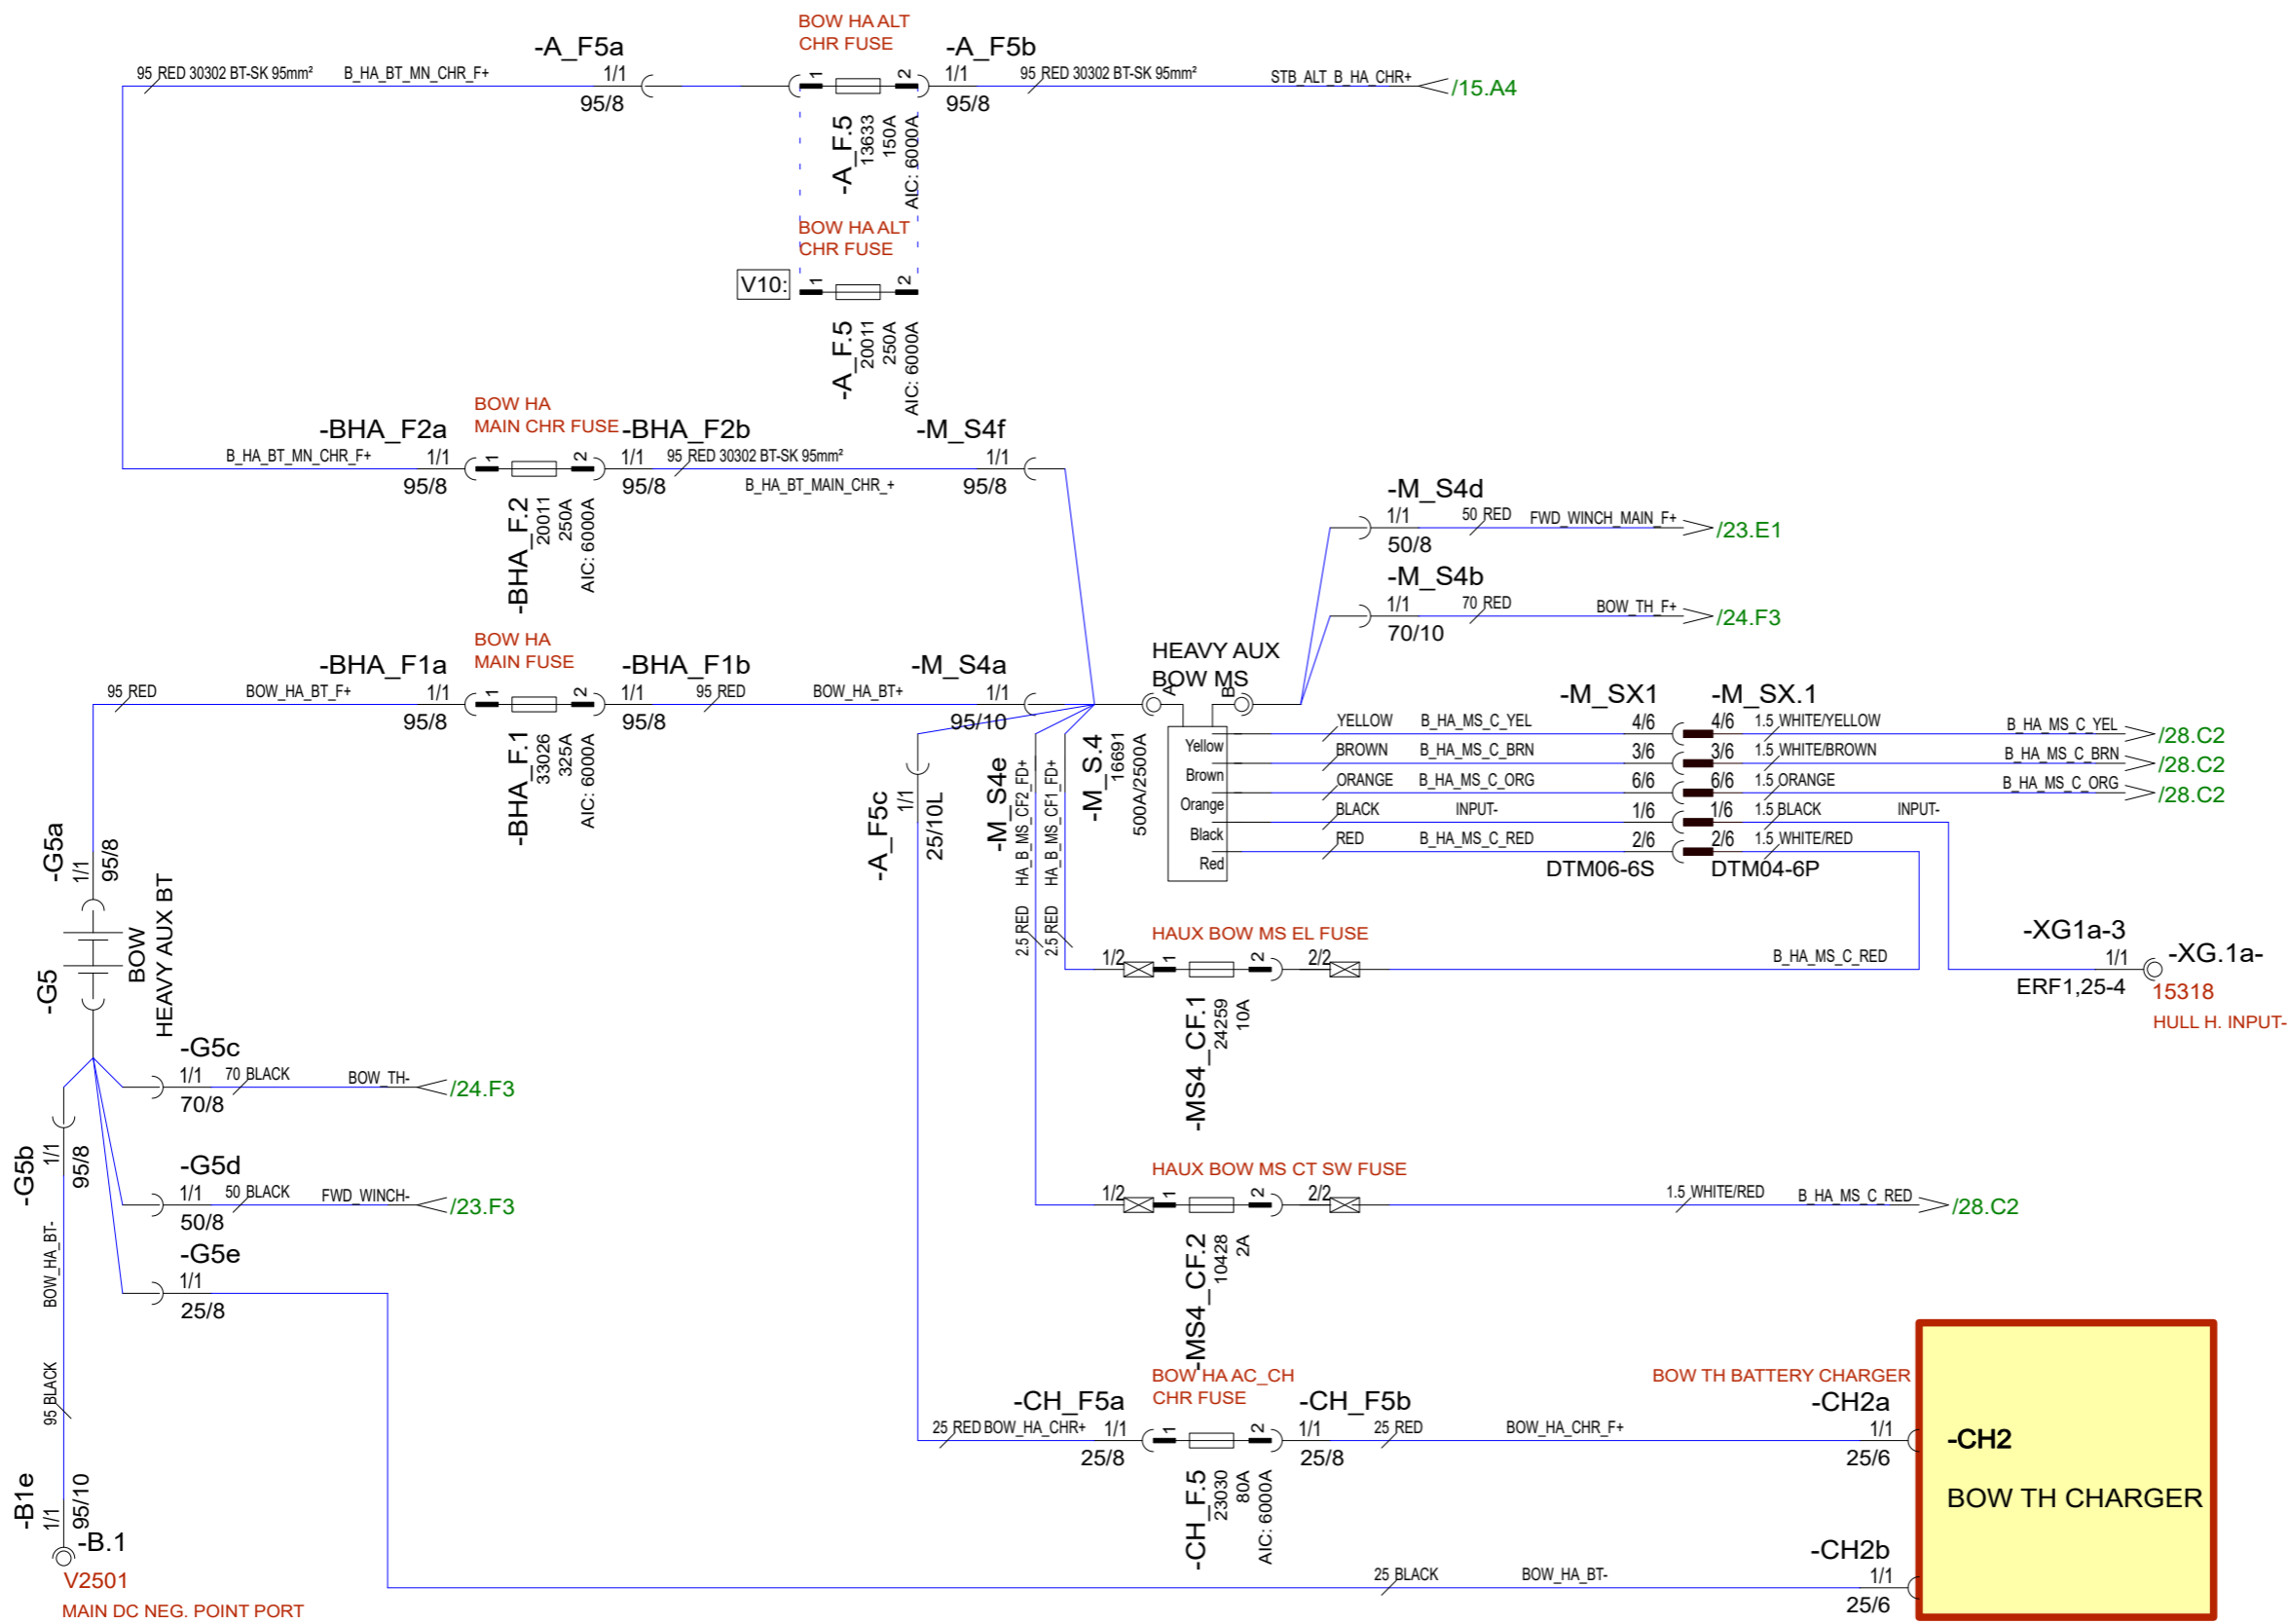 BOW HA ALT
CHR FUSE
-A_F5a
-A_F5b
95 RED 30302 BT-SK 95mm²
B_HA_BT_MN_CHR_F+
1/1
1
2
1/1
95 RED 30302 BT-SK 95mm²
STB_ALT_B_HA_CHR+
/15.A4
95/8
95/8
-A_F.5
13633
150A
AIC: 6000A
BOW HA ALT
CHR FUSE
V10:
1
2
-A_F.5
20011
250A
AIC: 6000A
BOW HA
MAIN CHR FUSE
-BHA_F2a
-BHA_F2b
-M_S4f
B_HA_BT_MN_CHR_F+
1/1
1
2
1/1
95 RED 30302 BT-SK 95mm²
1/1
95/8
95/8
B_HA_BT_MAIN_CHR_+
95/8
-BHA_F.2
20011
250A
AIC: 6000A
-M_S4d
1/1
50 RED
FWD_WINCH_MAIN_F+
/23.E1
50/8
-M_S4b
1/1
70 RED
BOW_TH_F+
/24.F3
70/10
BOW HA
MAIN FUSE
-BHA_F1a
-BHA_F1b
-M_S4a
95 RED
BOW_HA_BT_F+
1/1
1
2
1/1
95 RED
BOW_HA_BT+
1/1
95/8
95/8
95/10
-BHA_F.1
33026
325A
AIC: 6000A
HEAVY AUX
BOW MS
A
B
-M_S.4
16691
500A/2500A
-M_S4e
HA_B_MS_CF2_FD+
HA_B_MS_CF1_FD+
2.5 RED
2.5 RED
-A_F5c
1/1
25/10L
Yellow
Brown
Orange
Black
Red
-M_SX1
-M_SX.1
YELLOW
B_HA_MS_C_YEL
4/6
4/6
1.5 WHITE/YELLOW
B_HA_MS_C_YEL
/28.C2
BROWN
B_HA_MS_C_BRN
3/6
3/6
1.5 WHITE/BROWN
B_HA_MS_C_BRN
/28.C2
ORANGE
B_HA_MS_C_ORG
6/6
6/6
1.5 ORANGE
B_HA_MS_C_ORG
/28.C2
BLACK
INPUT-
1/6
1/6
1.5 BLACK
INPUT-
RED
B_HA_MS_C_RED
2/6
2/6
1.5 WHITE/RED
DTM06-6S
DTM04-6P
-G5a
1/1
95/8
-G5
BOW
HEAVY AUX BT
HAUX BOW MS EL FUSE
1/2
1
2
2/2
B_HA_MS_C_RED
-MS4_CF.1
24259
10A
-XG1a-3
1/1
ERF1,25-4
-XG.1a-
15318
HULL H. INPUT-
-G5c
1/1
70 BLACK
BOW_TH-
/24.F3
70/8
-G5b
1/1
95/8
BOW_HA_BT-
95 BLACK
-G5d
1/1
50 BLACK
FWD_WINCH-
/23.F3
50/8
-G5e
1/1
25/8
HAUX BOW MS CT SW FUSE
1/2
1
2
2/2
1.5 WHITE/RED
B_HA_MS_C_RED
/28.C2
-MS4_CF.2
10428
2A
BOW HA AC_CH
CHR FUSE
-CH_F5a
-CH_F5b
25 RED
BOW_HA_CHR+
1/1
1
2
1/1
25 RED
BOW_HA_CHR_F+
25/8
25/8
-CH_F.5
23030
80A
AIC: 6000A
BOW TH BATTERY CHARGER
-CH2a
1/1
25/6
-CH2
BOW TH CHARGER
-CH2b
25 BLACK
BOW_HA_BT-
1/1
25/6
-B1e
1/1
95/10
-B.1
V2501
MAIN DC NEG. POINT PORT